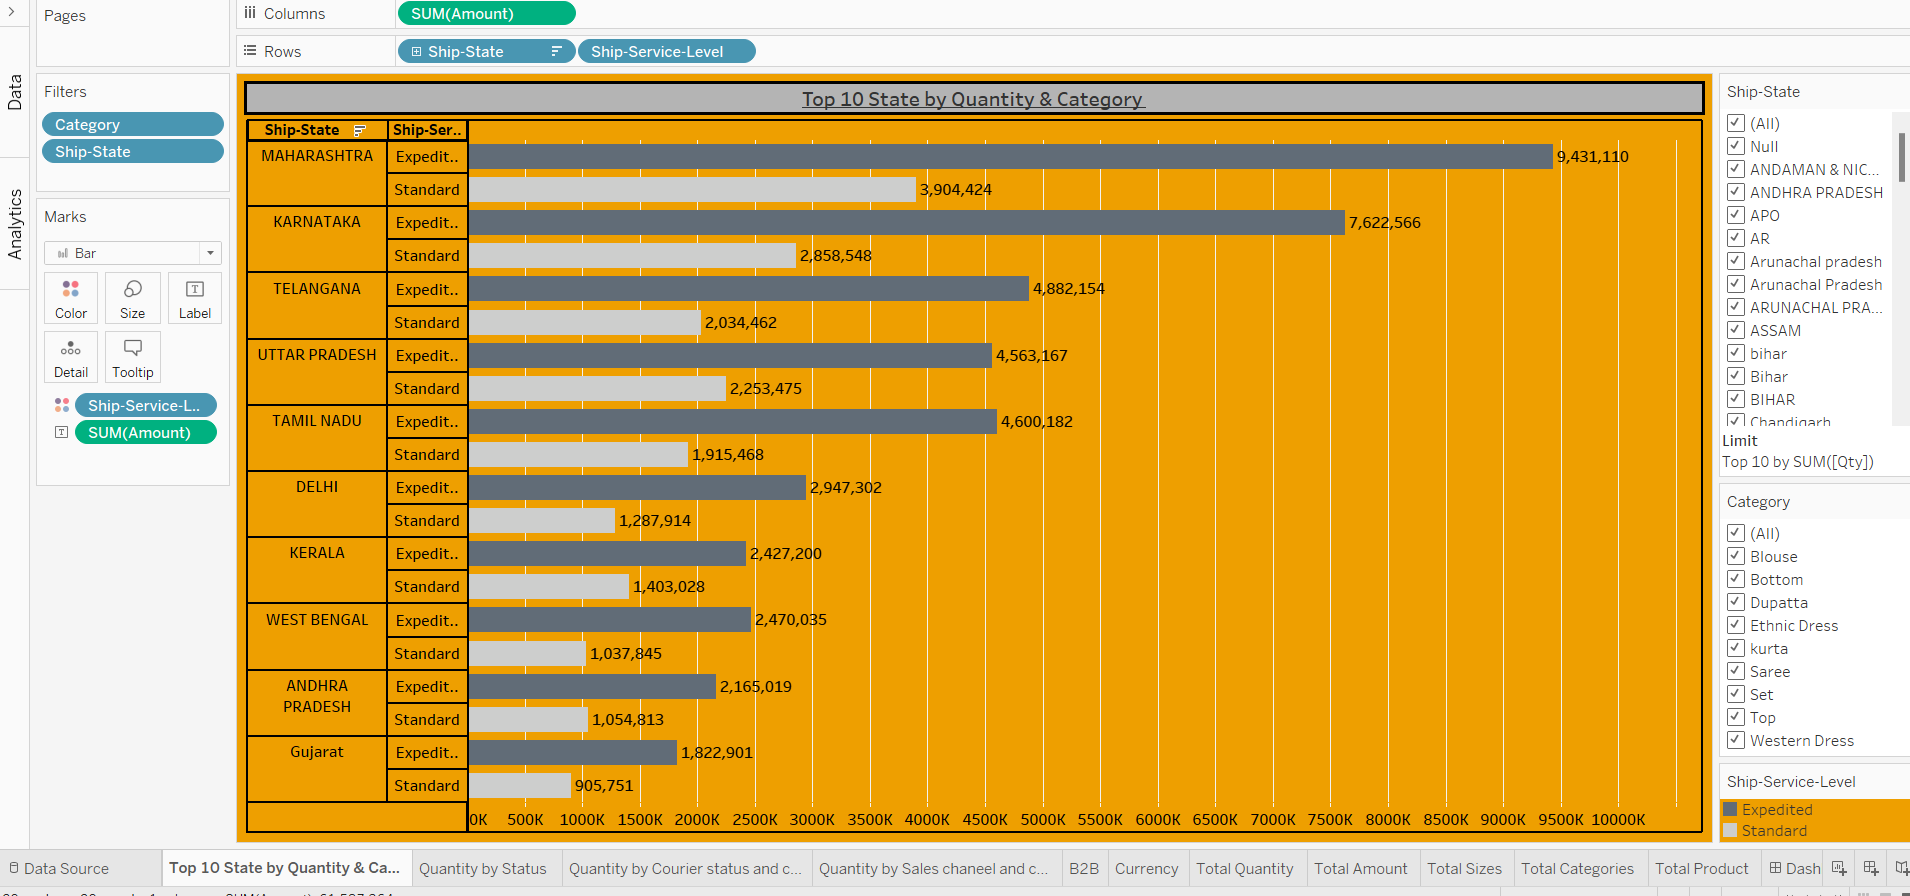 Pages
Columns
SUM(Amount)
Rows
Ship-State
Ship-Service-Level
Data
Analytics
Filters
Category
Ship-State
Marks
Bar
Color
Size
Label
Detail
Tooltip
Ship-Service-L..
SUM(Amount)
Top 10 State by Quantity & Category
Ship-State
Ship-Ser..
MAHARASHTRA
Expedit..
9,431,110
Standard
3,904,424
KARNATAKA
Expedit..
7,622,566
Standard
2,858,548
TELANGANA
Expedit..
4,882,154
Standard
2,034,462
UTTAR PRADESH
Expedit..
4,563,167
Standard
2,253,475
TAMIL NADU
Expedit..
4,600,182
Standard
1,915,468
DELHI
Expedit..
2,947,302
Standard
1,287,914
KERALA
Expedit..
2,427,200
Standard
1,403,028
WEST BENGAL
Expedit..
2,470,035
Standard
1,037,845
ANDHRA
PRADESH
Expedit..
2,165,019
Standard
1,054,813
Gujarat
Expedit..
1,822,901
Standard
905,751
0K 500K 1000K 1500K 2000K 2500K 3000K 3500K 4000K 4500K 5000K 5500K 6000K 6500K 7000K 7500K 8000K 8500K 9000K 9500K 10000K
Ship-State
(All)
Null
ANDAMAN & NIC...
ANDHRA PRADESH
APO
AR
Arunachal pradesh
Arunachal Pradesh
ARUNACHAL PRA...
ASSAM
bihar
Bihar
BIHAR
Chandigarh
Limit
Top 10 by SUM([Qty])
Category
(All)
Blouse
Bottom
Dupatta
Ethnic Dress
kurta
Saree
Set
Top
Western Dress
Ship-Service-Level
Expedited
Standard
Data Source
Top 10 State by Quantity & Ca...
Quantity by Status
Quantity by Courier status and c...
Quantity by Sales chaneel and c...
B2B
Currency
Total Quantity
Total Amount
Total Sizes
Total Categories
Total Product
Dash